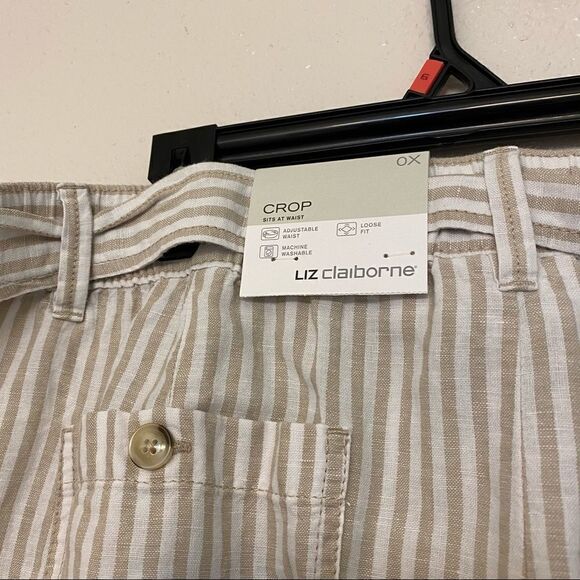 0X
CROP
SITS AT WAIST
ADJUSTABLE
WAIST
LOOSE
FIT
MACHINE
WASHABLE
LIZ claiborne®